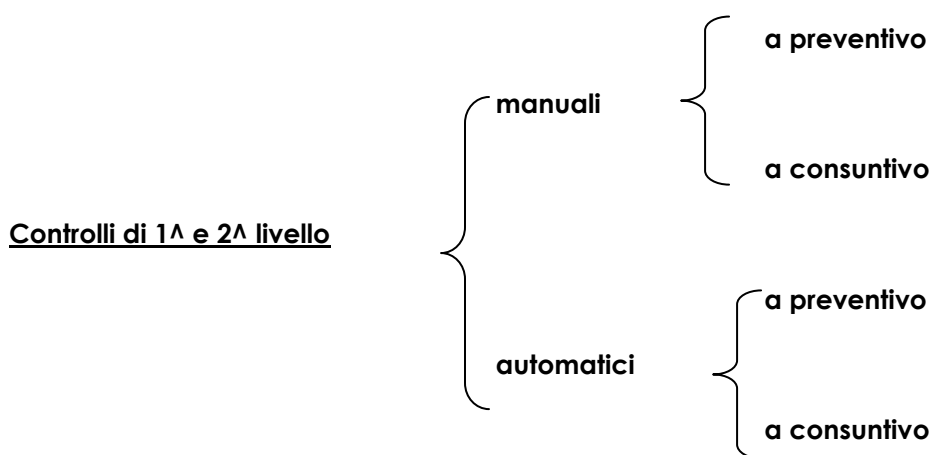 a preventivo
manuali
a consuntivo
Controlli di 1^ e 2^ livello
a preventivo
automatici
a consuntivo